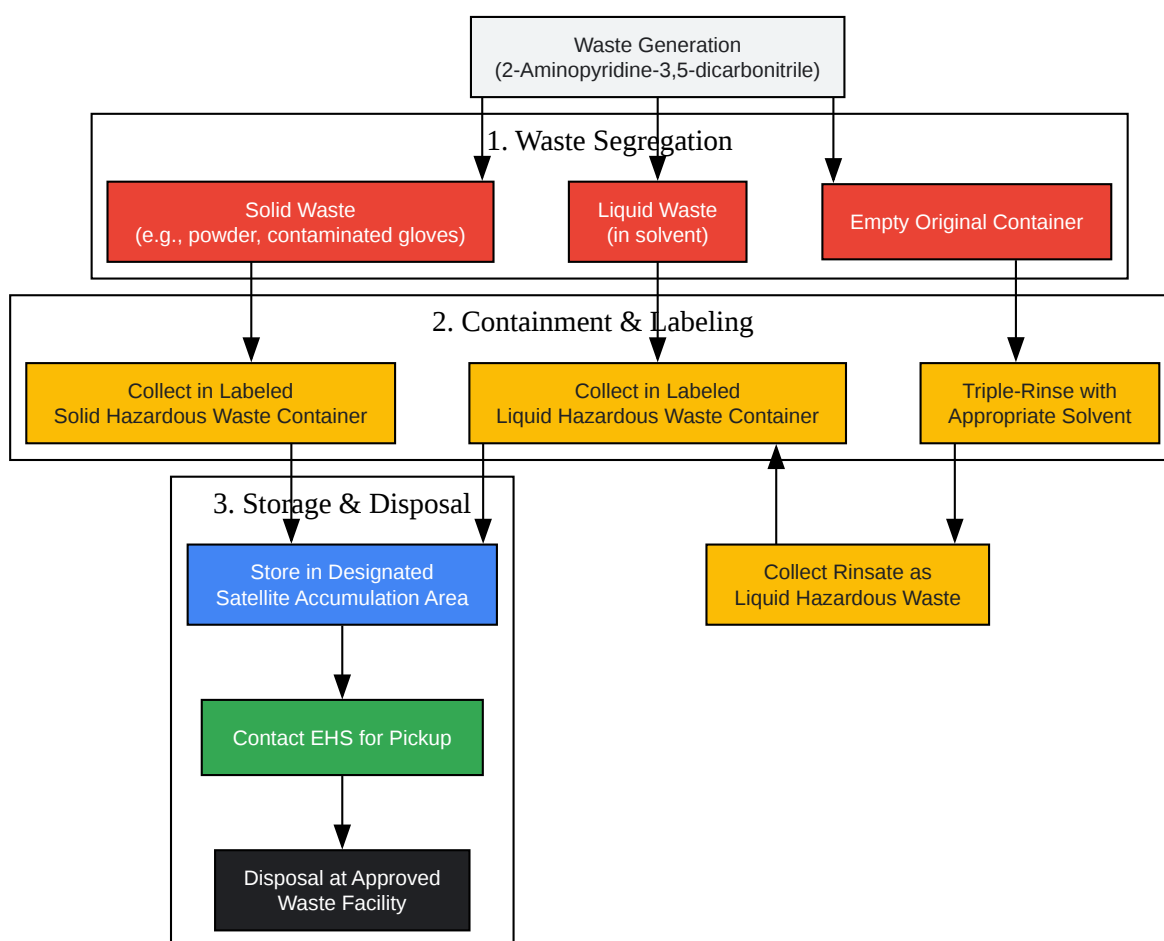 Waste Generation
(2-Aminopyridine-3,5-dicarbonitrile)
1. Waste Segregation
Solid Waste
(e.g., powder, contaminated gloves)
Liquid Waste
(in solvent)
Empty Original Container
2. Containment & Labeling
Collect in Labeled
Solid Hazardous Waste Container
Collect in Labeled
Liquid Hazardous Waste Container
Triple-Rinse with
Appropriate Solvent
3. Storage & Disposal
Store in Designated
Satellite Accumulation Area
Collect Rinsate as
Liquid Hazardous Waste
Contact EHS for Pickup
Disposal at Approved
Waste Facility